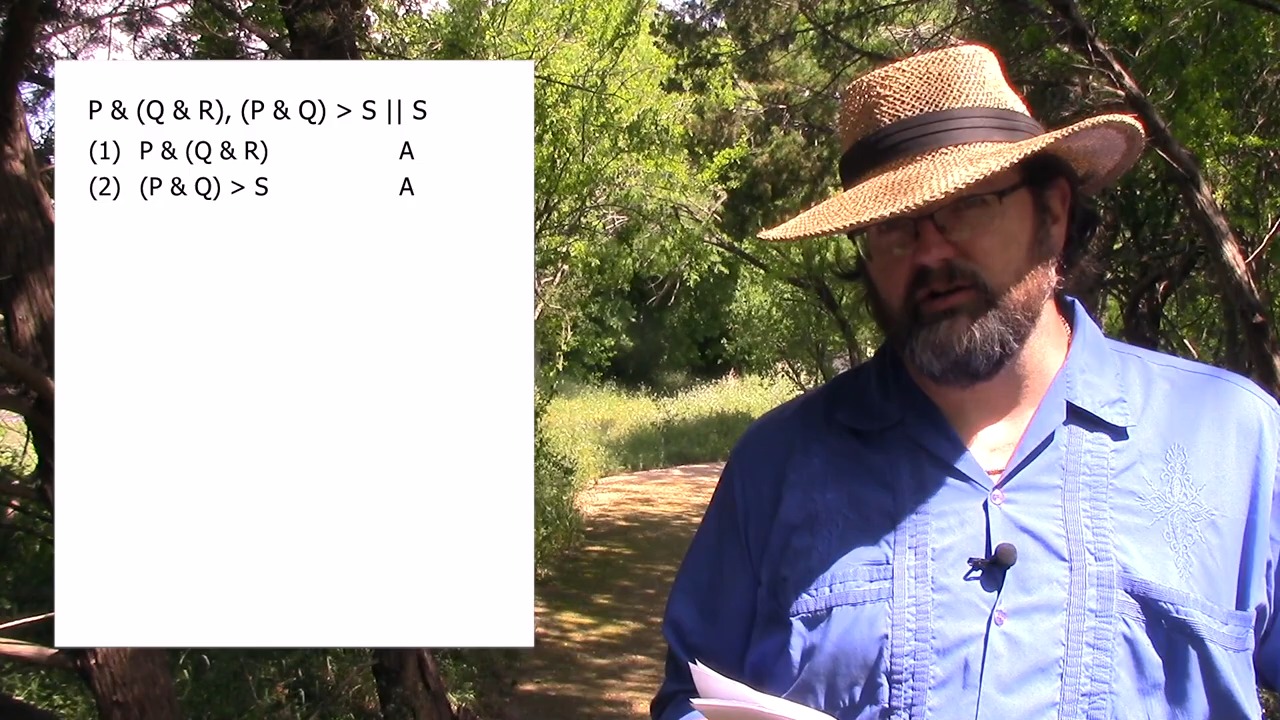 P & (Q & R), (P & Q) > S || S
(1) P & (Q & R) A
(2) (P & Q) > S A